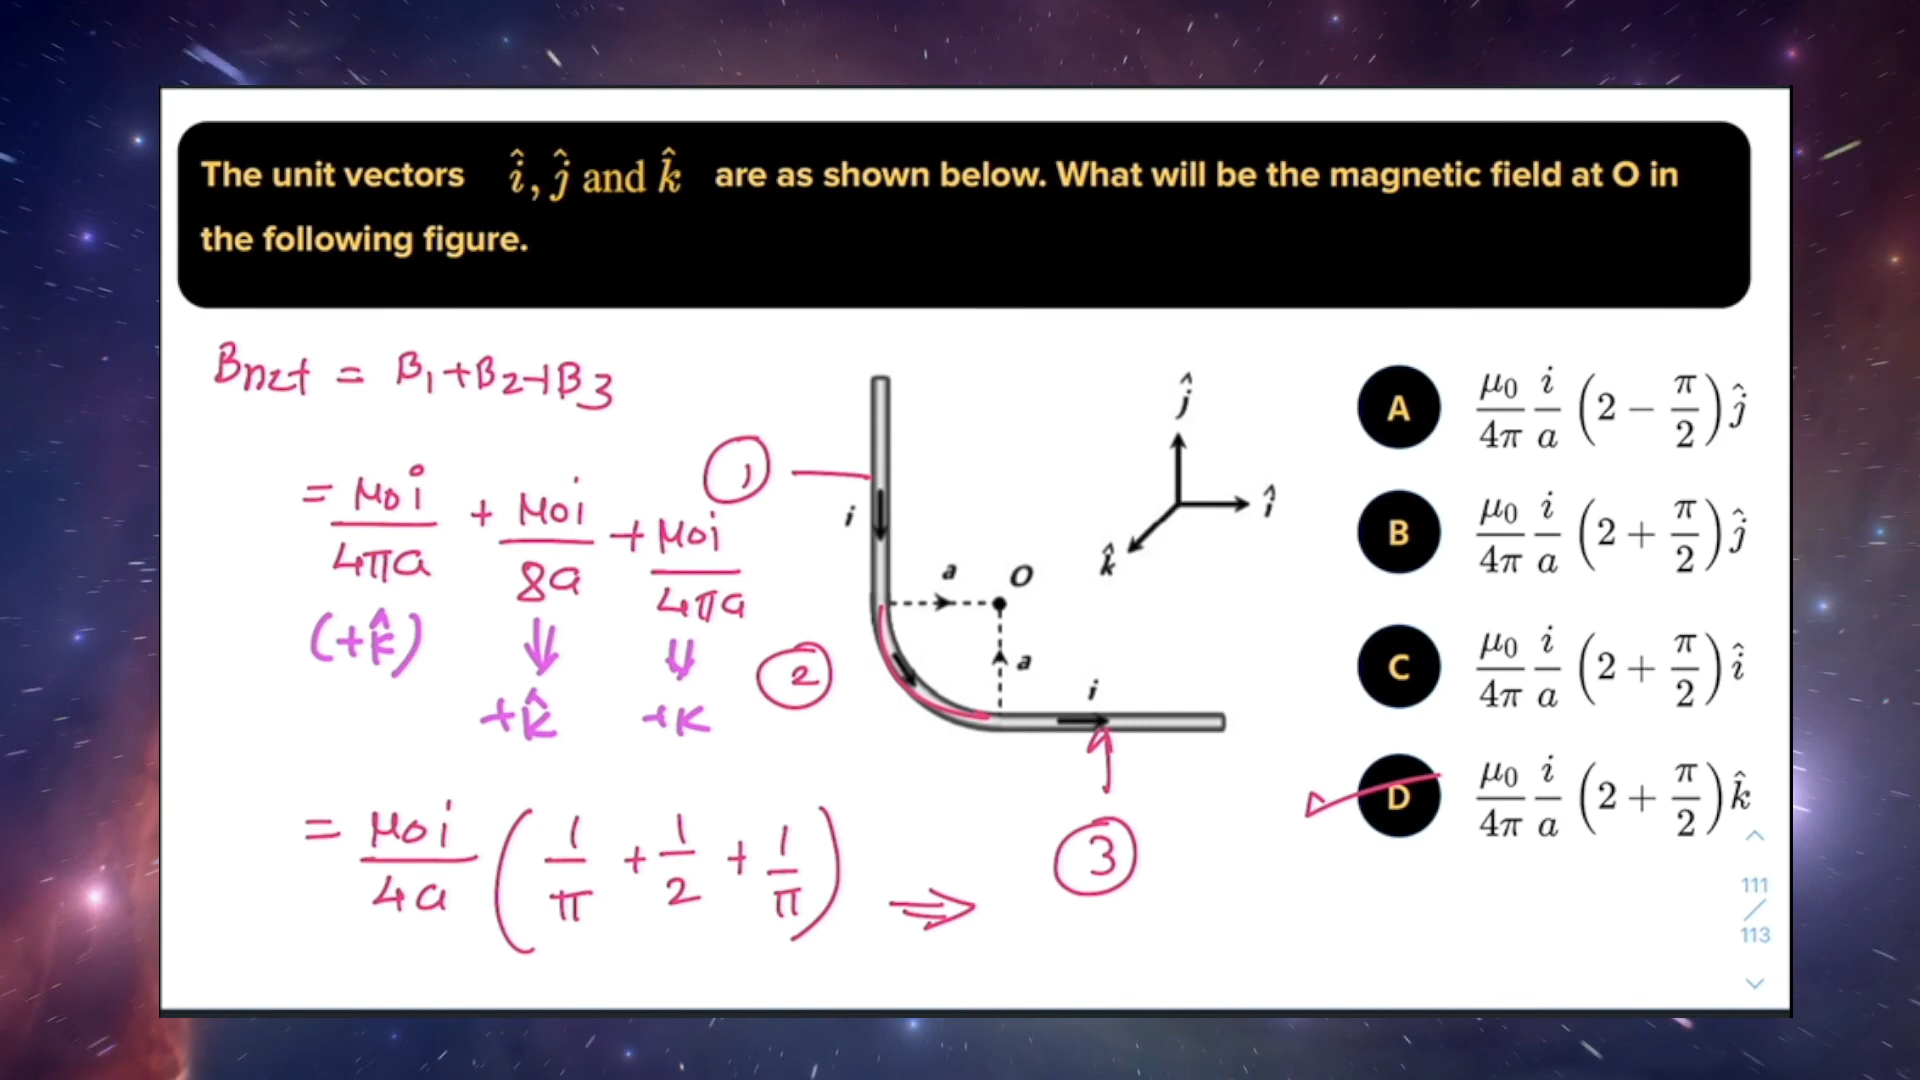 The unit vectors î, ĵ and k̂ are as shown below. What will be the magnetic field at O in
the following figure.
Bnet = B₁+B₂+B₃
= μ₀i/4πa + μ₀i/8a + μ₀i/4πa
(+k̂) ⇓ ⇓
+k̂ +K
= μ₀i/4a (1/π + 1/2 + 1/π) ⇒
1
i
a
O
2
a
i
3
ĵ
î
k̂
A μ₀/4π i/a (2 − π/2) ĵ
B μ₀/4π i/a (2 + π/2) ĵ
C μ₀/4π i/a (2 + π/2) î
D μ₀/4π i/a (2 + π/2) k̂
111
/
113